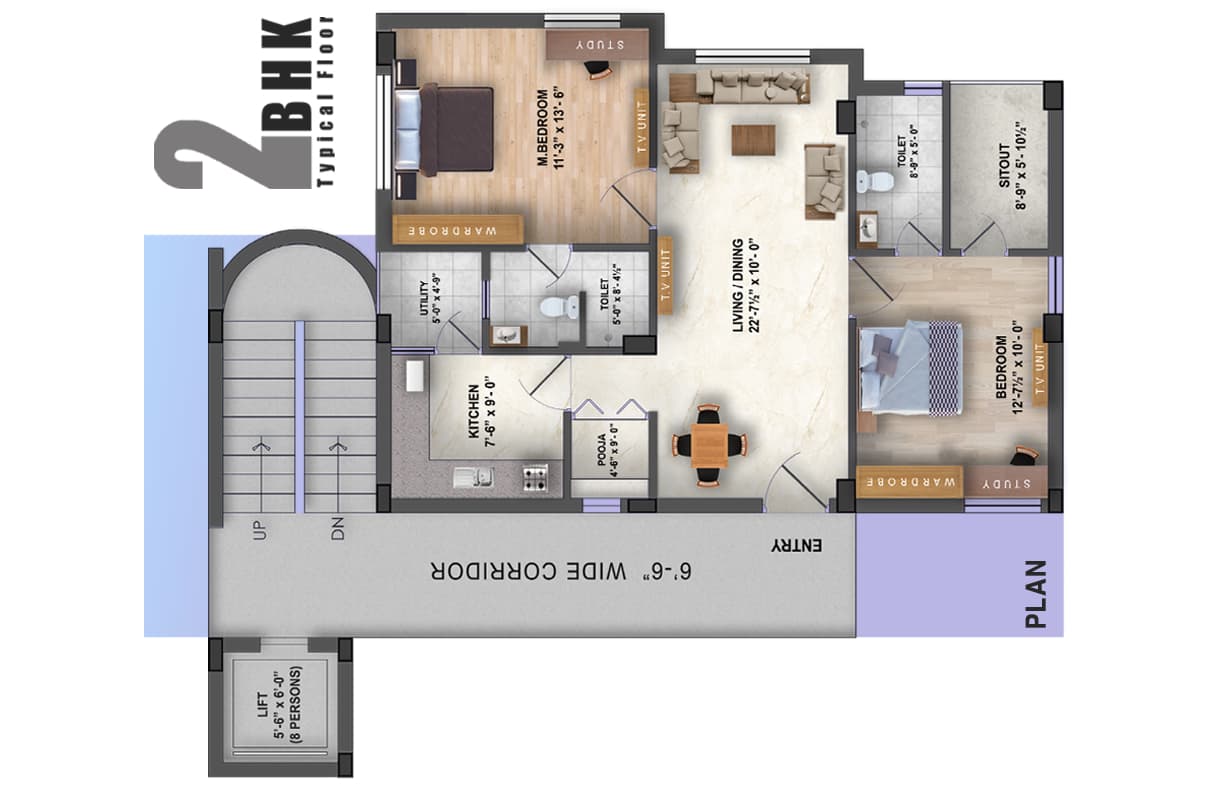 2
BHK
Typical Floor
STUDY
M.BEDROOM
11'-3" x 13'- 6"
T.V UNIT
WARDROBE
TOILET
8'-9" x 5'- 0"
SITOUT
8'-9" x 5'- 10½"
UTILITY
5'-0" x 4'-9"
TOILET
5'-0" x 8'- 4½"
T.V UNIT
LIVING / DINING
22'-7½" x 10'- 0"
BEDROOM
12'-7½" x 10'- 0"
T.V UNIT
KITCHEN
7'-6" x 9'- 0"
POOJA
4'-6" x 9'- 0"
WARDROBE
STUDY
UP
DN
ENTRY
6'-6" WIDE CORRIDOR
PLAN
LIFT
5'-6" x 6'-0"
(8 PERSONS)